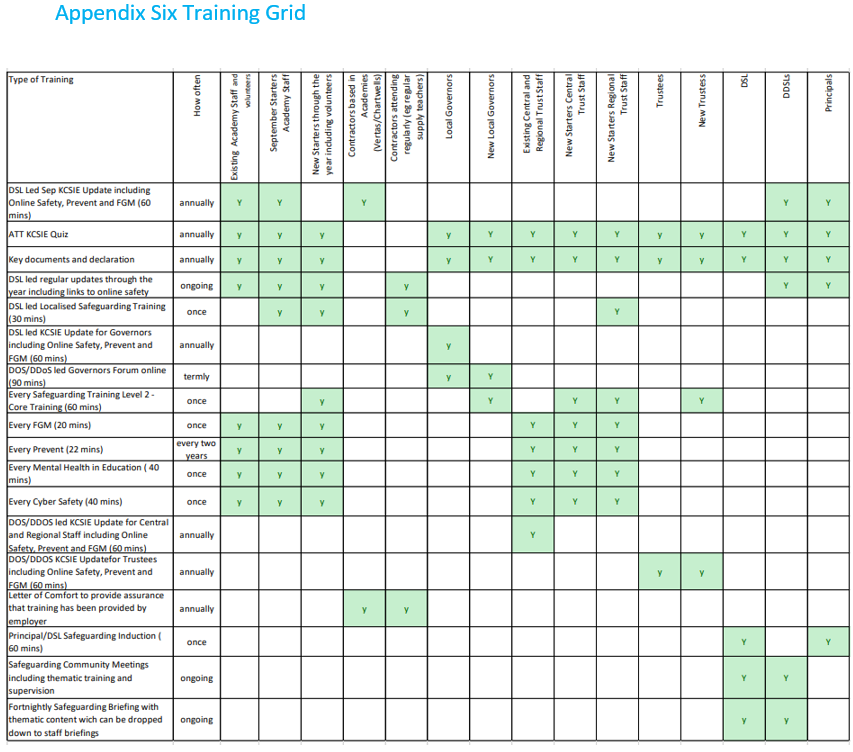 Appendix Six Training Grid
Type of Training
How often
Existing Academy Staff and
volunteers
September Starters
Academy Staff
New Starters through the
year including volunteers
Contractors based in
Academies
(Vertas/Chartwells)
Contractors attending
regularly (eg regular
supply teachers)
Local Governors
New Local Governors
Existing Central and
Regional Trust Staff
New Starters Central
Trust Staff
New Starters Regional
Trust Staff
Trustees
New Trustess
DSL
DDSLs
Principals
DSL Led Sep KCSIE Update including
Online Safety, Prevent and FGM (60
mins)
annually Y Y Y Y Y
ATT KCSIE Quiz annually y y y y Y Y Y Y y y Y Y Y
Key documents and declaration annually y y y y Y Y Y Y y y Y Y Y
DSL led regular updates through the
year including links to online safety
ongoing y y y y Y Y
DSL led Localised Safeguarding Training
(30 mins)
once y y y Y
DSL led KCSIE Update for Governors
including Online Safety, Prevent and
FGM (60 mins)
annually y
DOS/DDoS led Governors Forum online
(90 mins)
termly y Y
Every Safeguarding Training Level 2 -
Core Training (60 mins)
once y Y Y Y Y
Every FGM (20 mins) once y y y Y Y Y
Every Prevent (22 mins)
every two
years
y y y Y Y Y
Every Mental Health in Education ( 40
mins)
once y y y Y Y Y
Every Cyber Safety (40 mins) once y y y Y Y Y
DOS/DDOS led KCSIE Update for Central
and Regional Staff including Online
Safety, Prevent and FGM (60 mins)
annually Y
DOS/DDOS KCSIE Updatefor Trustees
including Online Safety, Prevent and
FGM (60 mins)
annually y y
Letter of Comfort to provide assurance
that training has been provided by
employer
annually y y
Principal/DSL Safeguarding Induction (
60 mins)
once Y Y
Safeguarding Community Meetings
including thematic training and
supervision
ongoing Y Y
Fortnightly Safeguarding Briefing with
thematic content wich can be dropped
down to staff briefings
ongoing y y